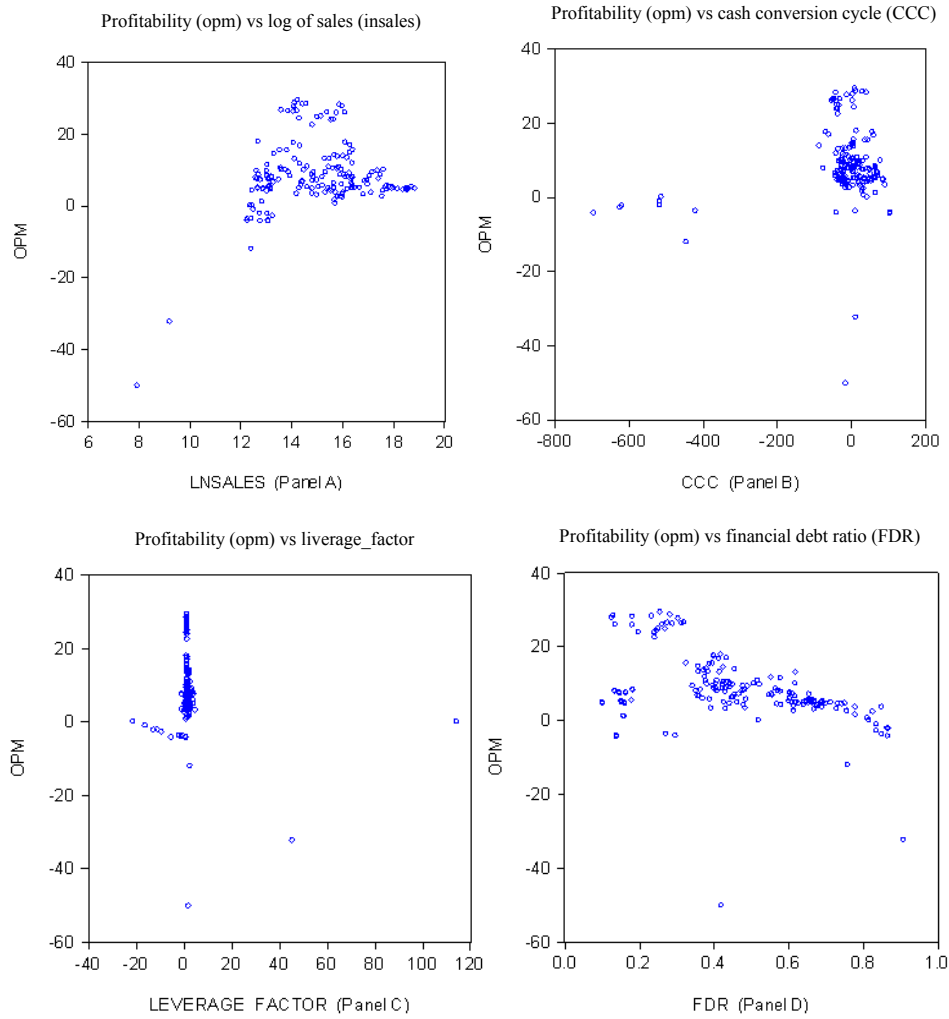 Profitability (opm) vs log of sales (insales)
40
20
0
-20
-40
-60
OPM
6 8 10 12 14 16 18 20
LNSALES (Panel A)
Profitability (opm) vs cash conversion cycle (CCC)
40
20
0
-20
-40
-60
OPM
-800 -600 -400 -200 0 200
CCC (Panel B)
Profitability (opm) vs liverage_factor
40
20
0
-20
-40
-60
OPM
-40 -20 0 20 40 60 80 100 120
LEVERAGE FACTOR (Panel C)
Profitability (opm) vs financial debt ratio (FDR)
40
20
0
-20
-40
-60
OPM
0.0 0.2 0.4 0.6 0.8 1.0
FDR (Panel D)